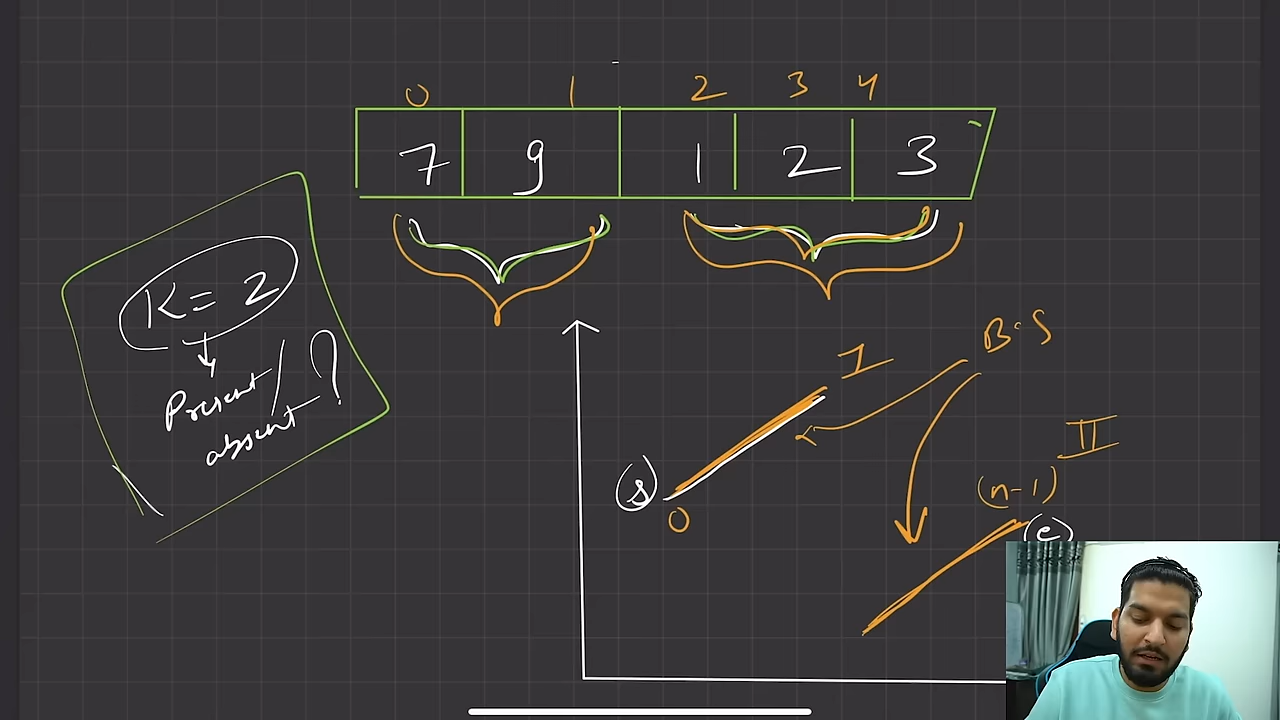 0 1 2 3 4
7 9 1 2 3
K = 2
Present/
absent ?
B.S
I
II
(n-1)
(s)
0
(e)